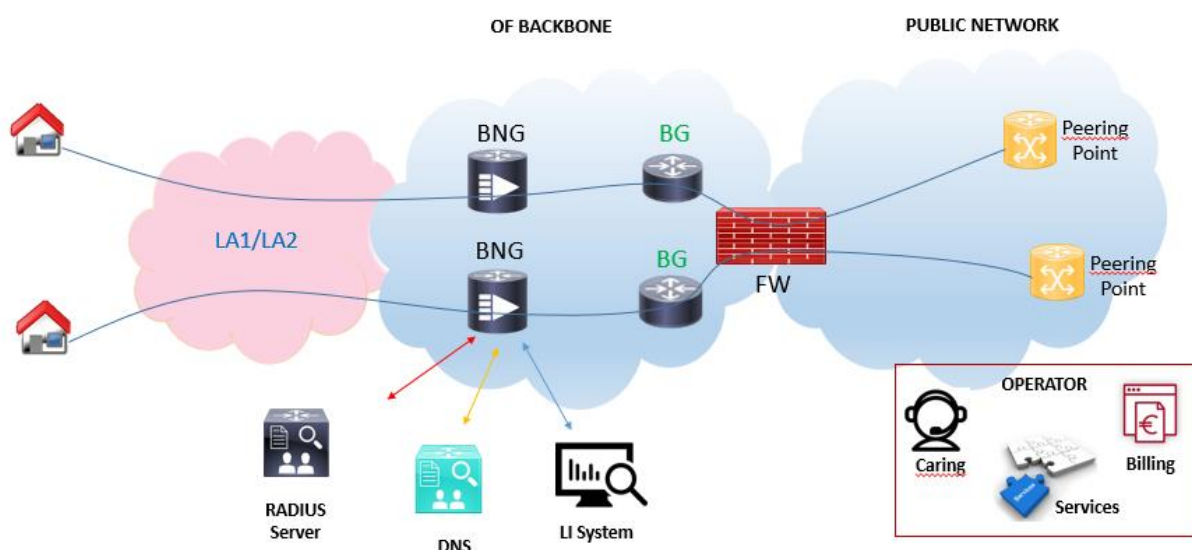 OF BACKBONE
PUBLIC NETWORK
BNG
BG
Peering
Point
LA1/LA2
BNG
BG
FW
Peering
Point
RADIUS
Server
DNS
LI System
OPERATOR
Caring
Services
Billing
€
Services